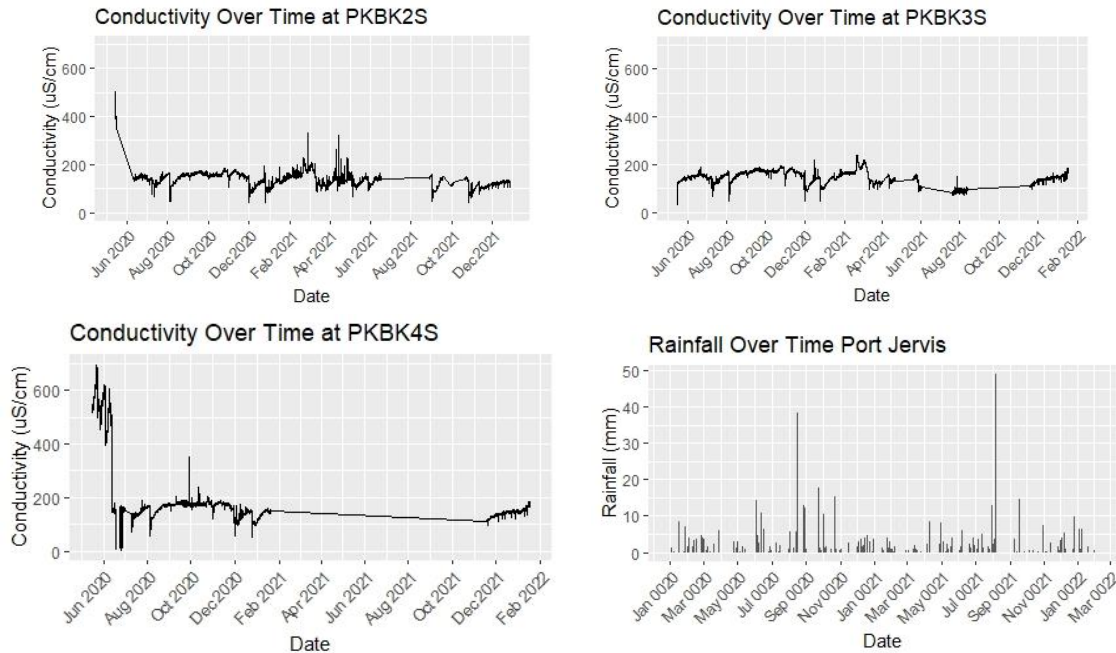 Conductivity Over Time at PKBK2S
Conductivity (uS/cm)
600
400
200
0
Jun 2020
Aug 2020
Oct 2020
Dec 2020
Feb 2021
Apr 2021
Jun 2021
Aug 2021
Oct 2021
Dec 2021
Date
Conductivity Over Time at PKBK3S
Conductivity (uS/cm)
600
400
200
0
Jun 2020
Aug 2020
Oct 2020
Dec 2020
Feb 2021
Apr 2021
Jun 2021
Aug 2021
Oct 2021
Dec 2021
Feb 2022
Date
Conductivity Over Time at PKBK4S
Conductivity (uS/cm)
600
400
200
0
Jun 2020
Aug 2020
Oct 2020
Dec 2020
Feb 2021
Apr 2021
Jun 2021
Aug 2021
Oct 2021
Dec 2021
Feb 2022
Date
Rainfall Over Time Port Jervis
Rainfall (mm)
50
40
30
20
10
0
Jan 0020
Mar 0020
May 0020
Jul 0020
Sep 0020
Nov 0020
Jan 0021
Mar 0021
May 0021
Jul 0021
Sep 0021
Nov 0021
Jan 0022
Mar 0022
Date